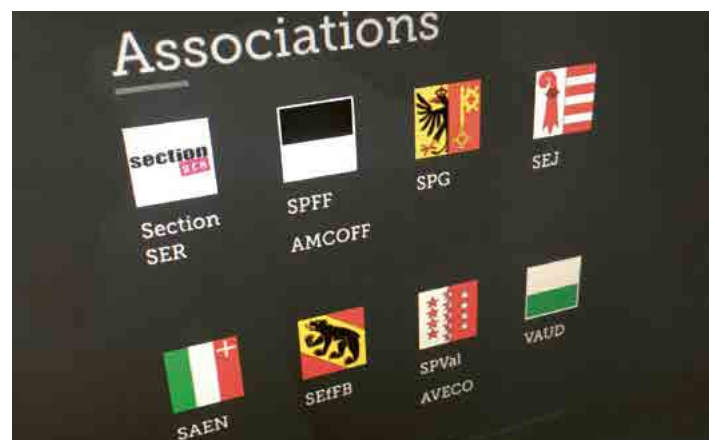 Associations
section
SER
Section
SER
SPFF
AMCOFF
SPG
SEJ
SAEN
SEfFB
SPVal
AVECO
VAUD